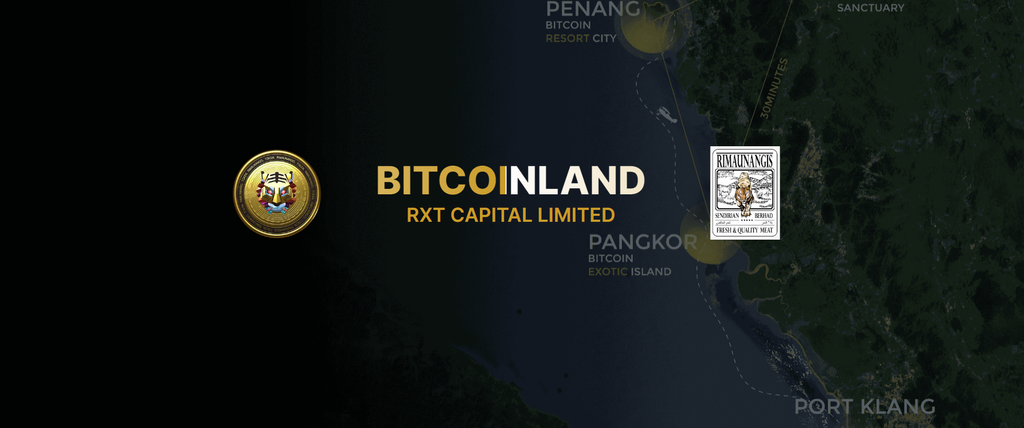 PENANG
BITCOIN
RESORT CITY
SANCTUARY
30MINUTES
BITCOINLAND
RXT CAPITAL LIMITED
RIMAUNANGIS
SENDIRIAN BERHAD
FRESH & QUALITY MEAT
PANGKOR
BITCOIN
EXOTIC ISLAND
PORT KLANG